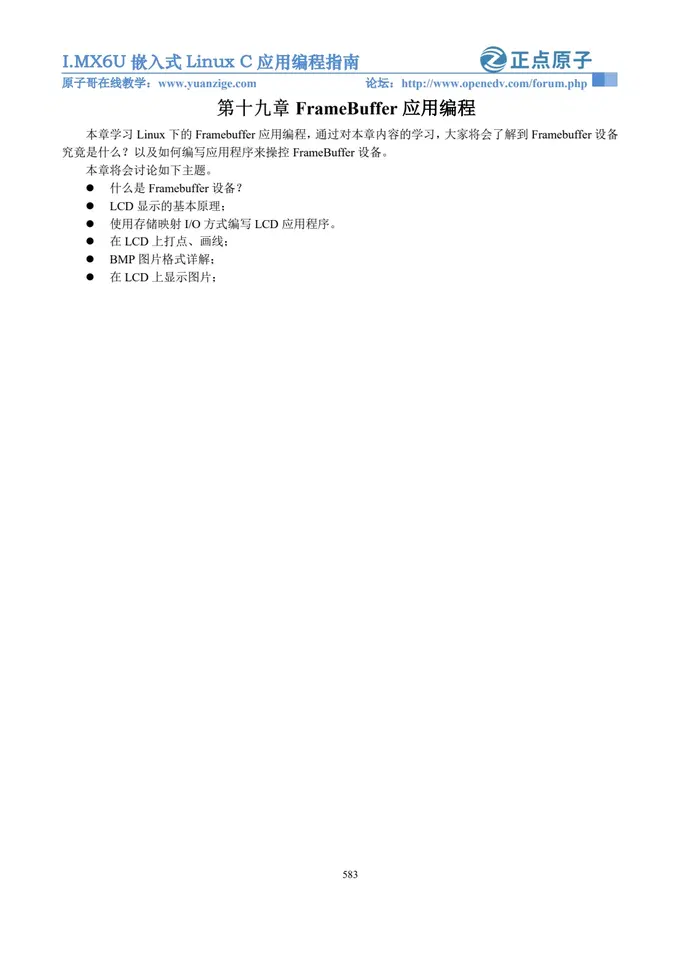 I.MX6U 嵌入式 Linux C 应用编程指南
正点原子
原子哥在线教学：www.yuanzige.com
论坛：http://www.openedv.com/forum.php
第十九章 FrameBuffer 应用编程
本章学习 Linux 下的 Framebuffer 应用编程，通过对本章内容的学习，大家将会了解到 Framebuffer 设备
究竟是什么？以及如何编写应用程序来操控 FrameBuffer 设备。
本章将会讨论如下主题。
● 什么是 Framebuffer 设备？
● LCD 显示的基本原理；
● 使用存储映射 I/O 方式编写 LCD 应用程序。
● 在 LCD 上打点、画线；
● BMP 图片格式详解；
● 在 LCD 上显示图片；
583